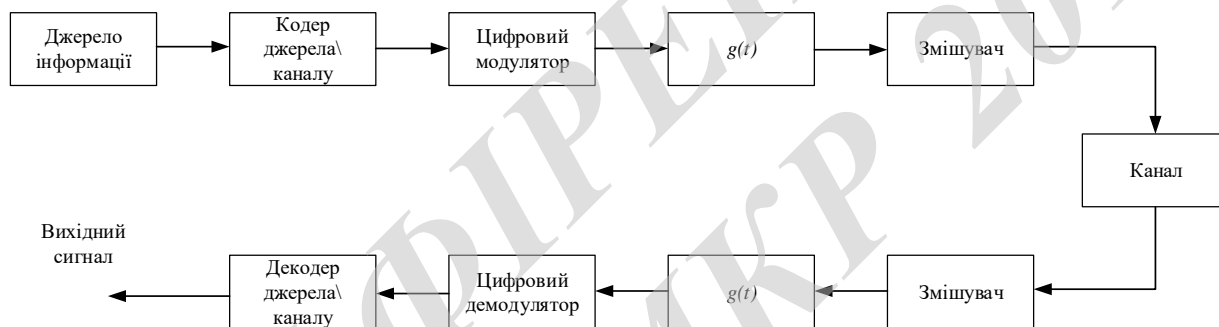 Джерело
інформації
Кодер
джерела\
каналу
Цифровий
модулятор
g(t)
Змішувач
Канал
Вихідний
сигнал
Декодер
джерела\
каналу
Цифровий
демодулятор
g(t)
Змішувач